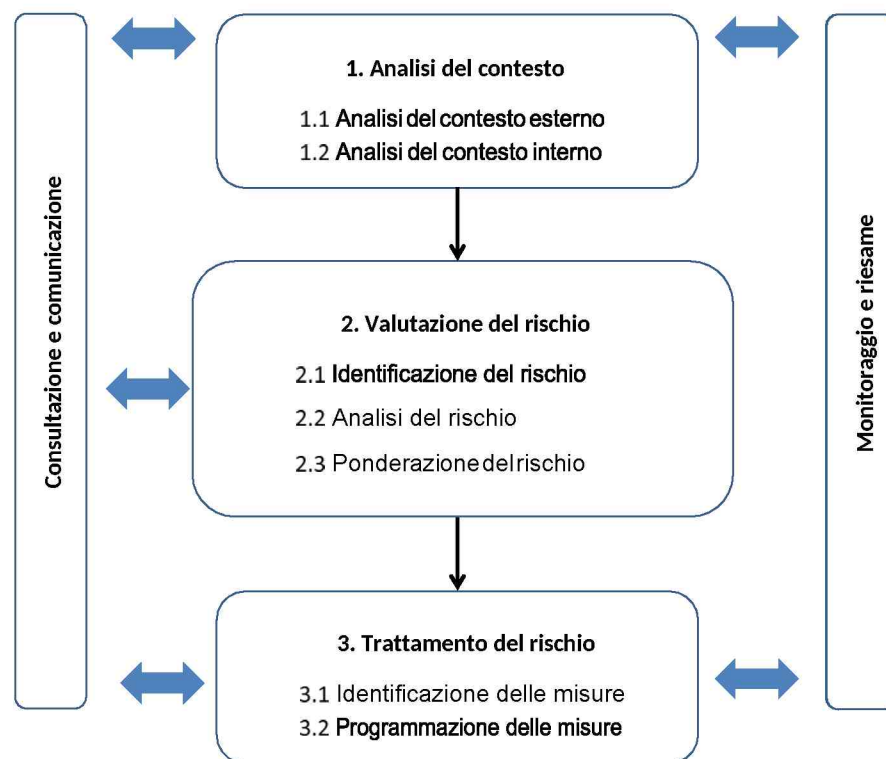 Consultazione e comunicazione
1. Analisi del contesto
1.1 Analisi del contesto esterno
1.2 Analisi del contesto interno
2. Valutazione del rischio
2.1 Identificazione del rischio
2.2 Analisi del rischio
2.3 Ponderazione del rischio
3. Trattamento del rischio
3.1 Identificazione delle misure
3.2 Programmazione delle misure
Monitoraggio e riesame